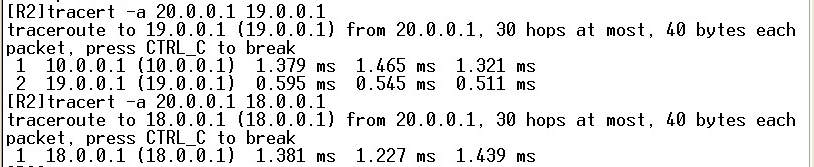 [R2]tracert -a 20.0.0.1 19.0.0.1
traceroute to 19.0.0.1 (19.0.0.1) from 20.0.0.1, 30 hops at most, 40 bytes each
packet, press CTRL_C to break
1 10.0.0.1 (10.0.0.1) 1.379 ms 1.465 ms 1.321 ms
2 19.0.0.1 (19.0.0.1) 0.595 ms 0.545 ms 0.511 ms
[R2]tracert -a 20.0.0.1 18.0.0.1
traceroute to 18.0.0.1 (18.0.0.1) from 20.0.0.1, 30 hops at most, 40 bytes each
packet, press CTRL_C to break
1 18.0.0.1 (18.0.0.1) 1.381 ms 1.227 ms 1.439 ms